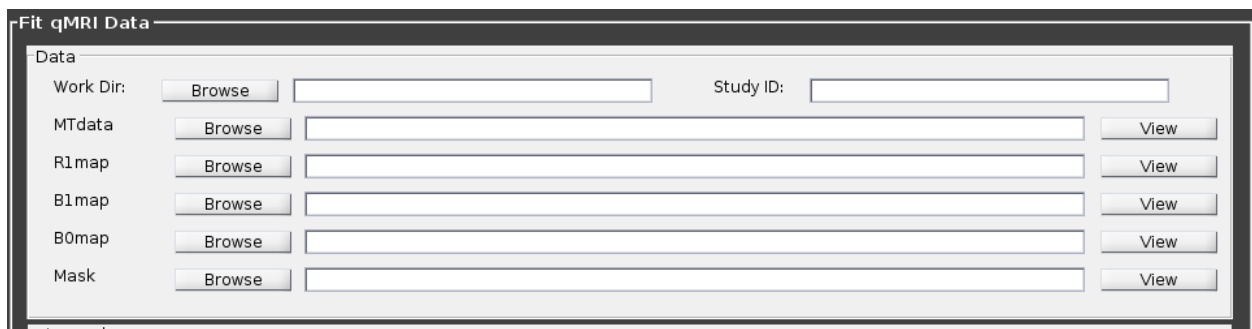 Fit qMRI Data
Data
Work Dir: Browse Study ID:
MTdata Browse View
R1map Browse View
B1map Browse View
B0map Browse View
Mask Browse View